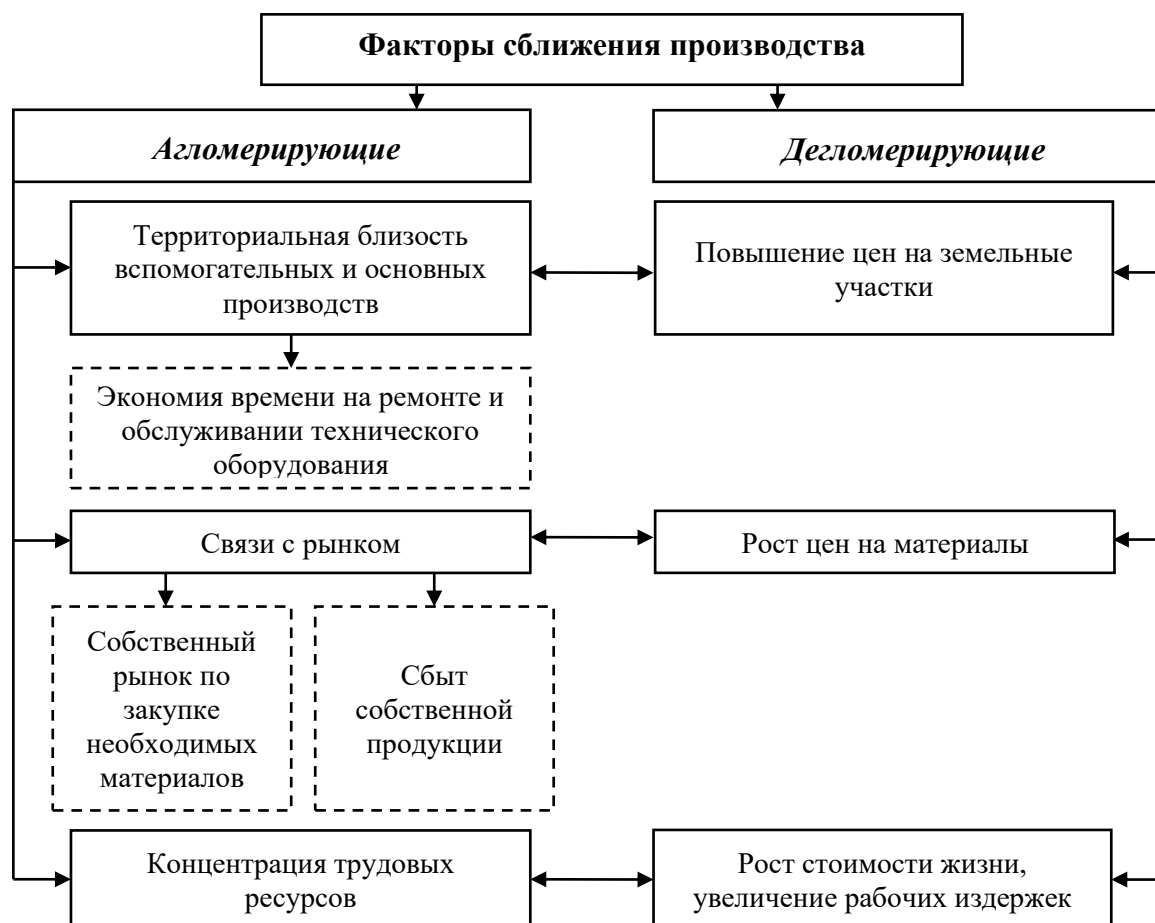 Факторы сближения производства
Агломерирующие
Дегломерирующие
Территориальная близость
вспомогательных и основных
производств
Повышение цен на земельные
участки
Экономия времени на ремонте и
обслуживании технического
оборудования
Связи с рынком
Рост цен на материалы
Собственный
рынок по
закупке
необходимых
материалов
Сбыт
собственной
продукции
Концентрация трудовых
ресурсов
Рост стоимости жизни,
увеличение рабочих издержек